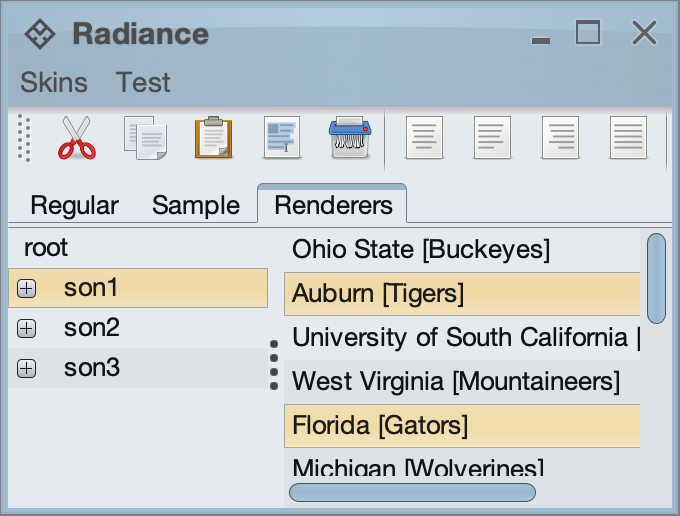 Radiance
Skins Test
Regular Sample Renderers
root
son1
son2
son3
Ohio State [Buckeyes]
Auburn [Tigers]
University of South California [
West Virginia [Mountaineers]
Florida [Gators]
Michigan [Wolverines]